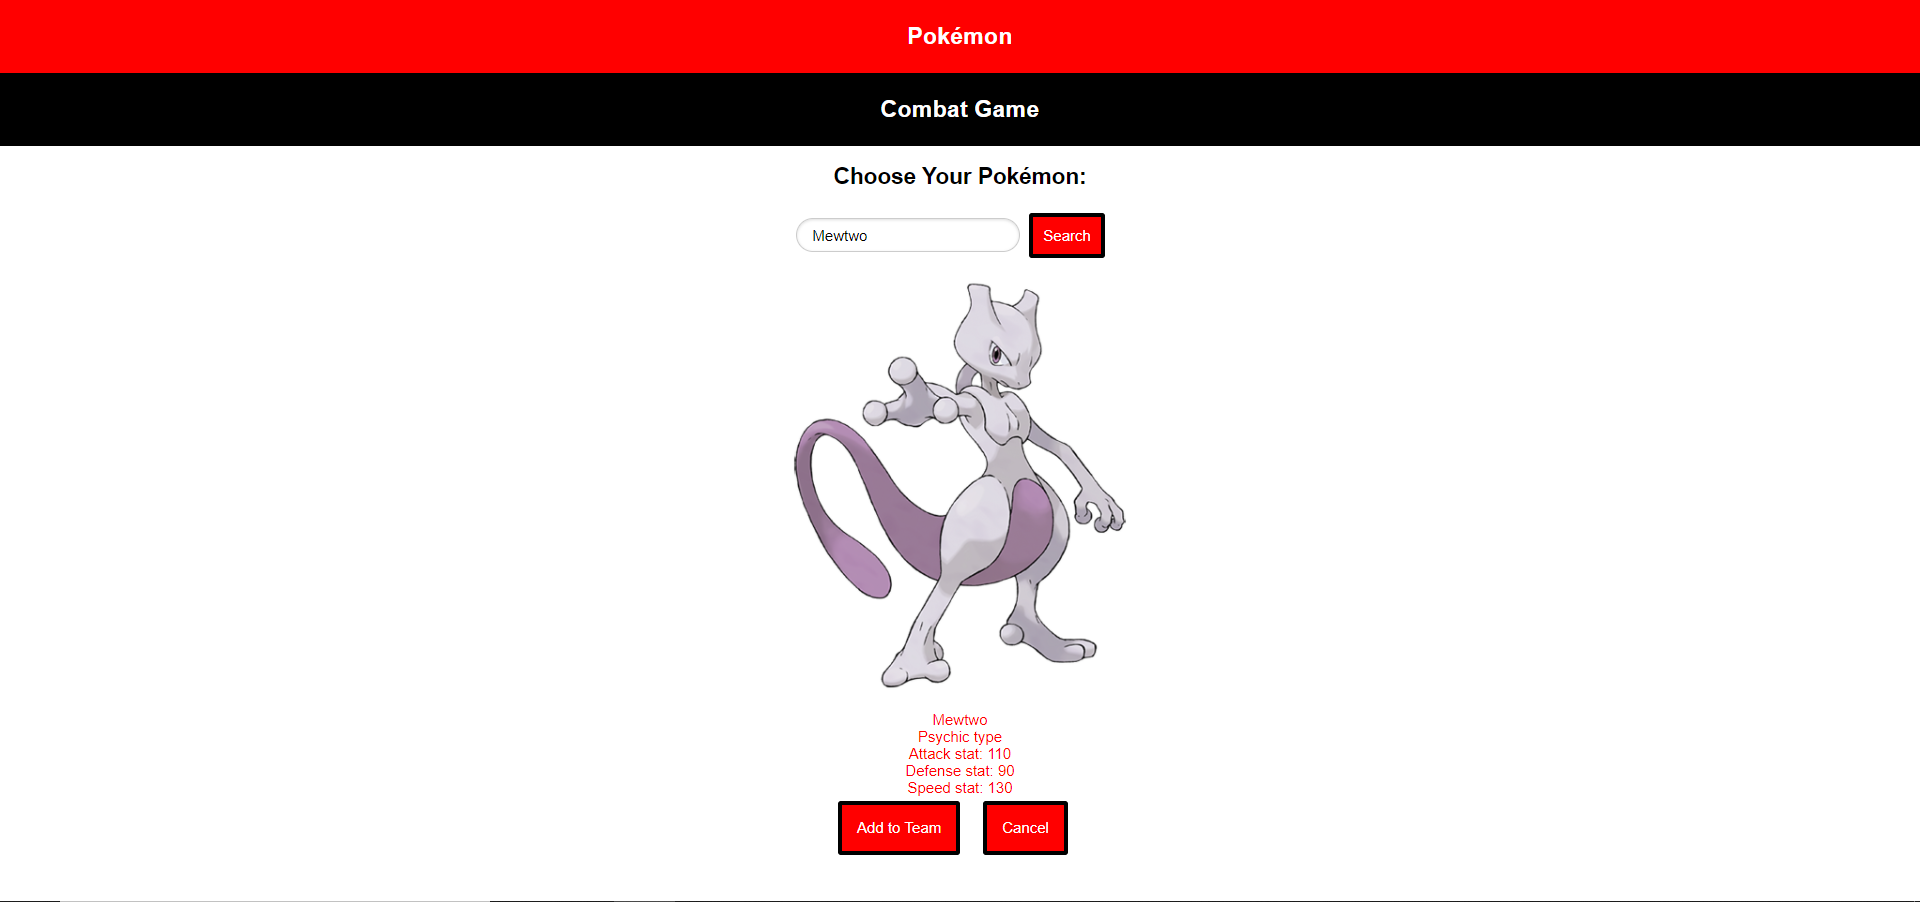 Pokémon
Combat Game
Choose Your Pokémon:
Mewtwo
Search
Mewtwo
Psychic type
Attack stat: 110
Defense stat: 90
Speed stat: 130
Add to Team
Cancel